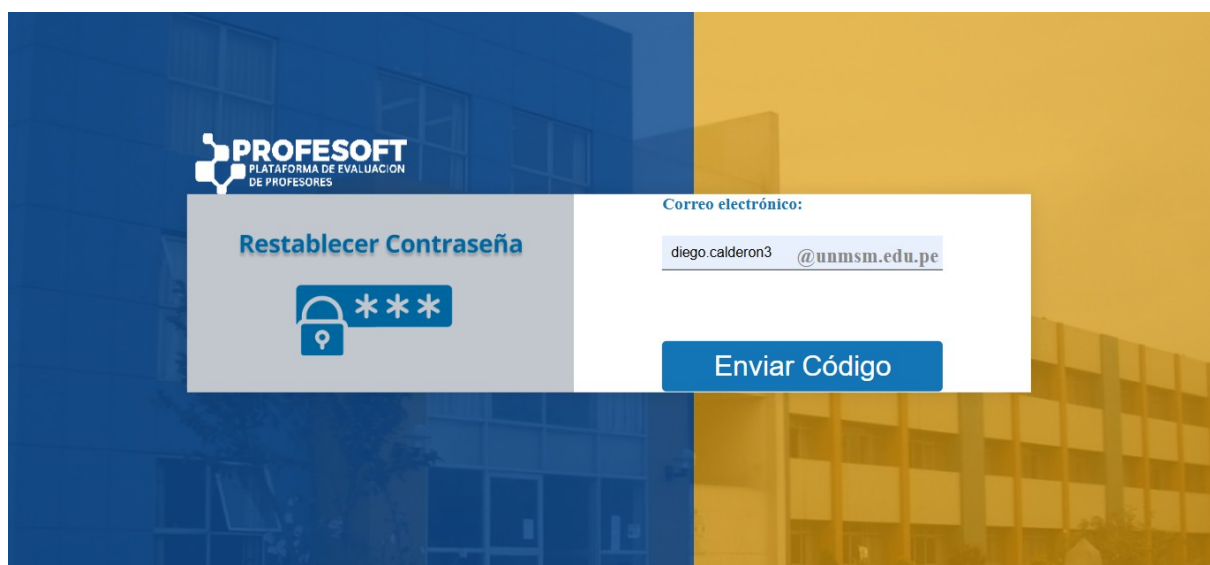 PROFESOFT
PLATAFORMA DE EVALUACION
DE PROFESORES
Restablecer Contraseña
***
Correo electrónico:
diego.calderon3 @unmsm.edu.pe
Enviar Código